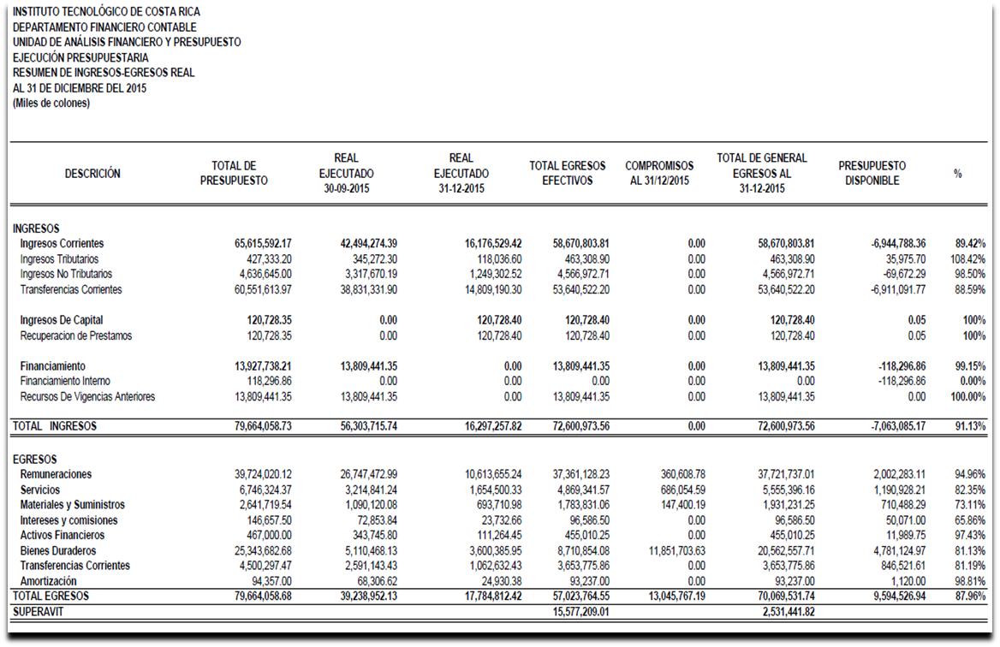 INSTITUTO TECNOLÓGICO DE COSTA RICA
DEPARTAMENTO FINANCIERO CONTABLE
UNIDAD DE ANÁLISIS FINANCIERO Y PRESUPUESTO
EJECUCIÓN PRESUPUESTARIA
RESUMEN DE INGRESOS-EGRESOS REAL
AL 31 DE DICIEMBRE DEL 2015
(Miles de colones)
DESCRICIÓN TOTAL DE PRESUPUESTO REAL EJECUTADO 30-09-2015 REAL EJECUTADO 31-12-2015 TOTAL EGRESOS EFECTIVOS COMPROMISOS AL 31/12/2015 TOTAL DE GENERAL EGRESOS AL 31-12-2015 PRESUPUESTO DISPONIBLE %
INGRESOS
Ingresos Corrientes 65,615,592.17 42,494,274.39 16,176,529.42 58,670,803.81 0.00 58,670,803.81 -6,944,788.36 89.42%
Ingresos Tributarios 427,333.20 345,272.30 118,036.60 463,308.90 0.00 463,308.90 35,975.70 108.42%
Ingresos No Tributarios 4,636,645.00 3,317,670.19 1,249,302.52 4,566,972.71 0.00 4,566,972.71 -69,672.29 98.50%
Transferencias Corrientes 60,551,613.97 38,831,331.90 14,809,190.30 53,640,522.20 0.00 53,640,522.20 -6,911,091.77 88.59%
Ingresos De Capital 120,728.35 0.00 120,728.40 120,728.40 0.00 120,728.40 0.05 100%
Recuperacion de Prestamos 120,728.35 0.00 120,728.40 120,728.40 0.00 120,728.40 0.05 100%
Financiamiento 13,927,738.21 13,809,441.35 0.00 13,809,441.35 0.00 13,809,441.35 -118,296.86 99.15%
Financiamiento Interno 118,296.86 0.00 0.00 0.00 0.00 0.00 -118,296.86 0.00%
Recursos De Vigencias Anteriores 13,809,441.35 13,809,441.35 0.00 13,809,441.35 0.00 13,809,441.35 0.00 100.00%
TOTAL INGRESOS 79,664,058.73 56,303,715.74 16,297,257.82 72,600,973.56 0.00 72,600,973.56 -7,063,085.17 91.13%
EGRESOS
Remuneraciones 39,724,020.12 26,747,472.99 10,613,655.24 37,361,128.23 360,608.78 37,721,737.01 2,002,283.11 94.96%
Servicios 6,746,324.37 3,214,841.24 1,654,500.33 4,869,341.57 686,054.59 5,555,396.16 1,190,928.21 82.35%
Materiales y Suministros 2,641,719.54 1,090,120.08 693,710.98 1,783,831.06 147,400.19 1,931,231.25 710,488.29 73.11%
Intereses y comisiones 146,657.50 72,853.84 23,732.66 96,586.50 0.00 96,586.50 50,071.00 65.86%
Activos Financieros 467,000.00 343,745.80 111,264.45 455,010.25 0.00 455,010.25 11,989.75 97.43%
Bienes Duraderos 25,343,682.68 5,110,468.13 3,600,385.95 8,710,854.08 11,851,703.63 20,562,557.71 4,781,124.97 81.13%
Transferencias Corrientes 4,500,297.47 2,591,143.43 1,062,632.43 3,653,775.86 0.00 3,653,775.86 846,521.61 81.19%
Amortización 94,357.00 68,306.62 24,930.38 93,237.00 0.00 93,237.00 1,120.00 98.81%
TOTAL EGRESOS 79,664,058.68 39,238,952.13 17,784,812.42 57,023,764.55 13,045,767.19 70,069,531.74 9,594,526.94 87.96%
SUPERAVIT 15,577,209.01 2,531,441.82